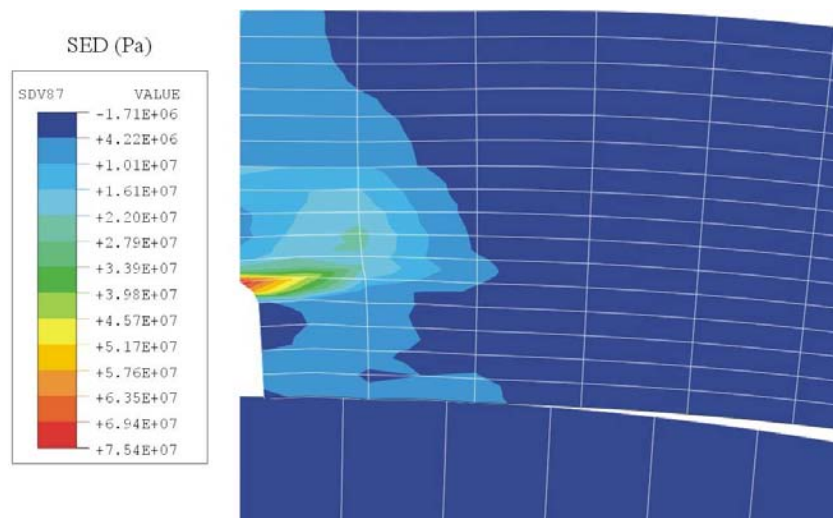 SED (Pa)
SDV87 VALUE
-1.71E+06
+4.22E+06
+1.01E+07
+1.61E+07
+2.20E+07
+2.79E+07
+3.39E+07
+3.98E+07
+4.57E+07
+5.17E+07
+5.76E+07
+6.35E+07
+6.94E+07
+7.54E+07